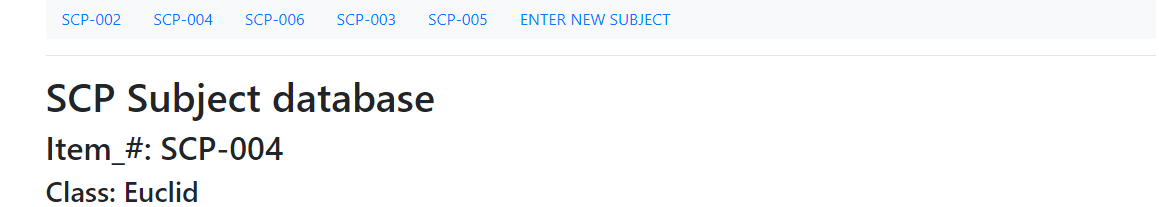 SCP-002 SCP-004 SCP-006 SCP-003 SCP-005 ENTER NEW SUBJECT
SCP Subject database
Item_#: SCP-004
Class: Euclid